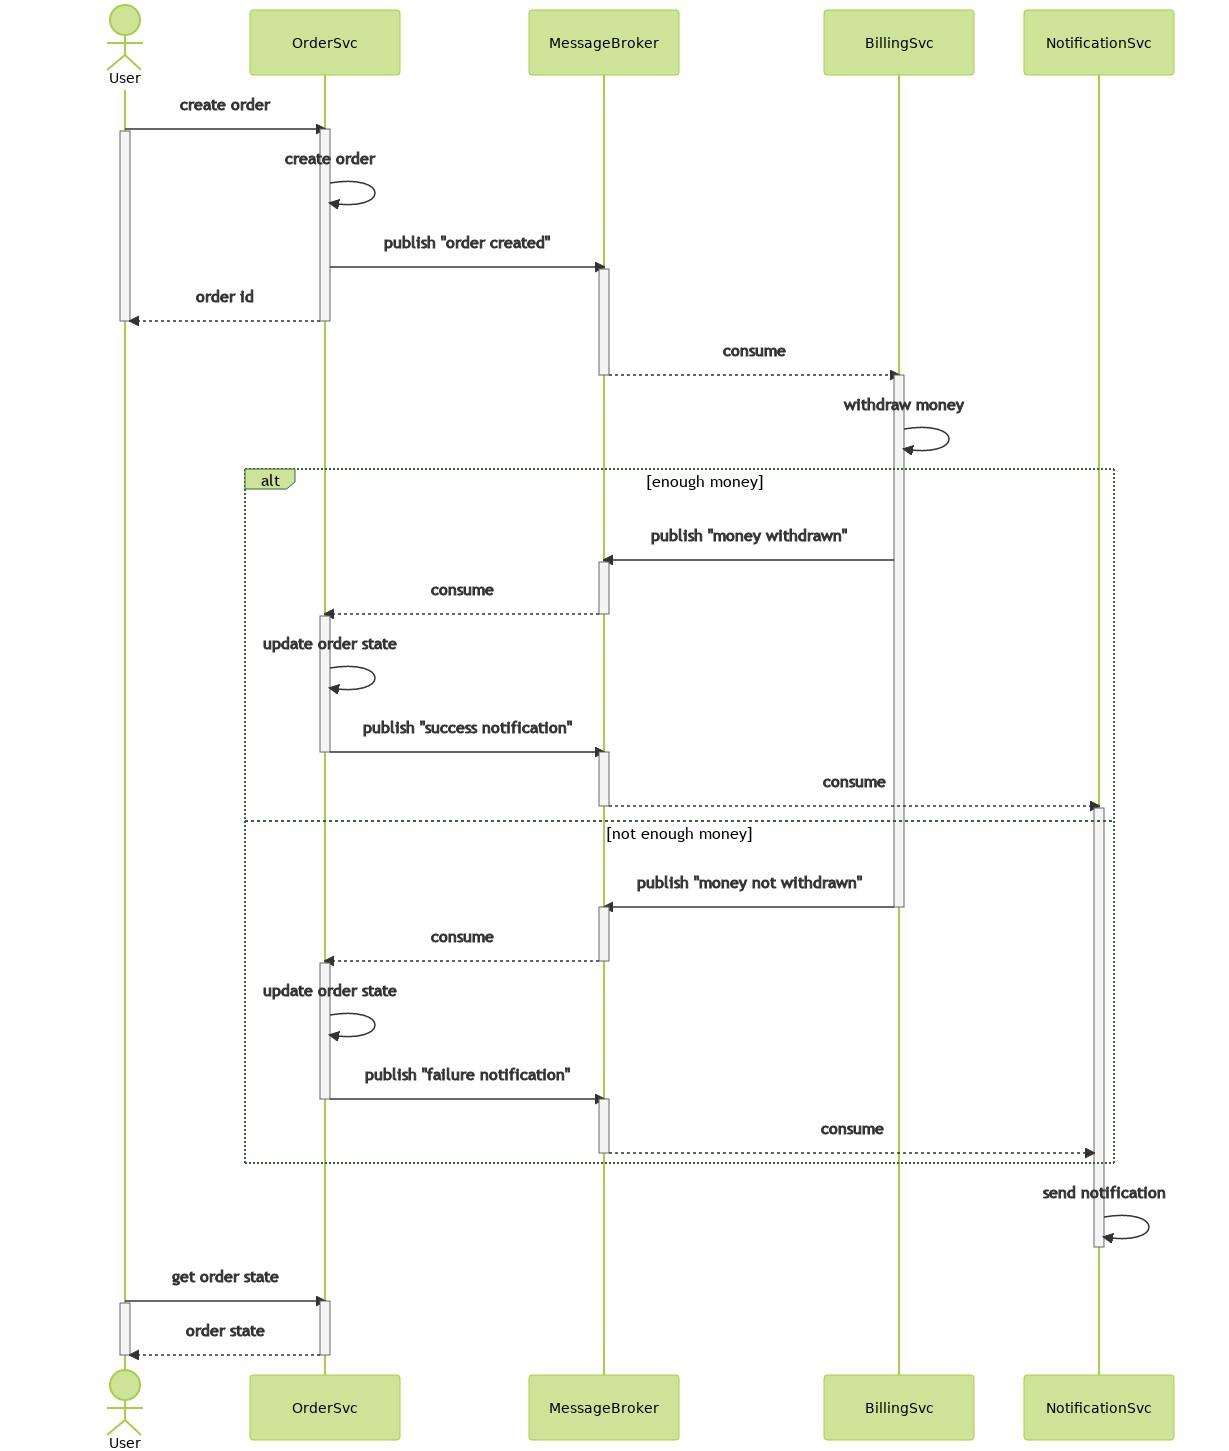 User
OrderSvc
MessageBroker
BillingSvc
NotificationSvc
create order
create order
publish "order created"
order id
consume
withdraw money
alt
[enough money]
publish "money withdrawn"
consume
update order state
publish "success notification"
consume
[not enough money]
publish "money not withdrawn"
consume
update order state
publish "failure notification"
consume
send notification
get order state
order state
User
OrderSvc
MessageBroker
BillingSvc
NotificationSvc